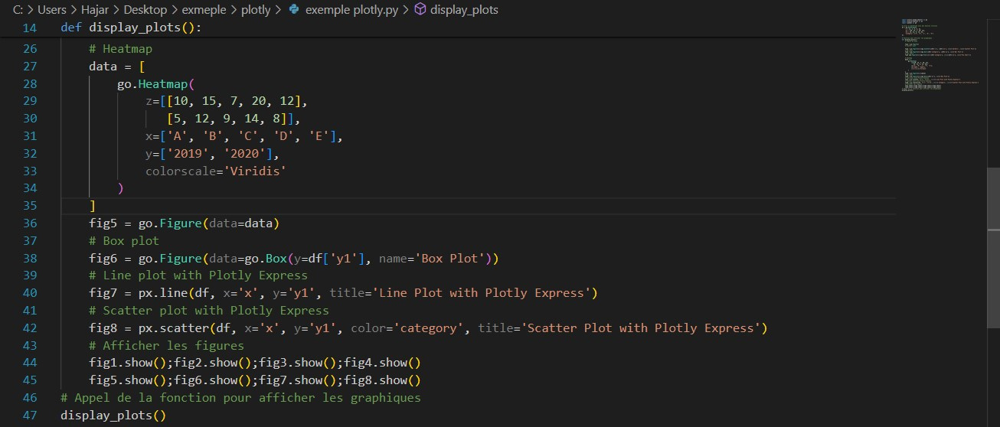 C: > Users > Hajar > Desktop > exmeple > plotly > exemple plotly.py > display_plots
14 def display_plots():
26     # Heatmap
27     data = [
28         go.Heatmap(
29             z=[[10, 15, 7, 20, 12],
30                [5, 12, 9, 14, 8]],
31             x=['A', 'B', 'C', 'D', 'E'],
32             y=['2019', '2020'],
33             colorscale='Viridis'
34         )
35     ]
36     fig5 = go.Figure(data=data)
37     # Box plot
38     fig6 = go.Figure(data=go.Box(y=df['y1'], name='Box Plot'))
39     # Line plot with Plotly Express
40     fig7 = px.line(df, x='x', y='y1', title='Line Plot with Plotly Express')
41     # Scatter plot with Plotly Express
42     fig8 = px.scatter(df, x='x', y='y1', color='category', title='Scatter Plot with Plotly Express')
43     # Afficher les figures
44     fig1.show();fig2.show();fig3.show();fig4.show()
45     fig5.show();fig6.show();fig7.show();fig8.show()
46 # Appel de la fonction pour afficher les graphiques
47 display_plots()